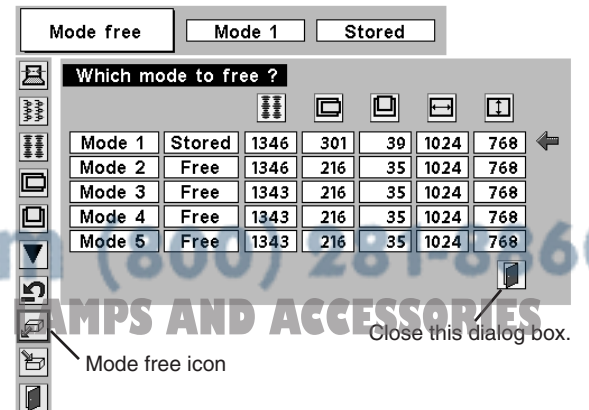 Mode free Mode 1 Stored
Which mode to free ?
Mode 1 Stored 1346 301 39 1024 768
Mode 2 Free 1346 216 35 1024 768
Mode 3 Free 1343 216 35 1024 768
Mode 4 Free 1343 216 35 1024 768
Mode 5 Free 1343 216 35 1024 768
(800) 281-8860
LAMPS AND ACCESSORIES
Close this dialog box.
Mode free icon